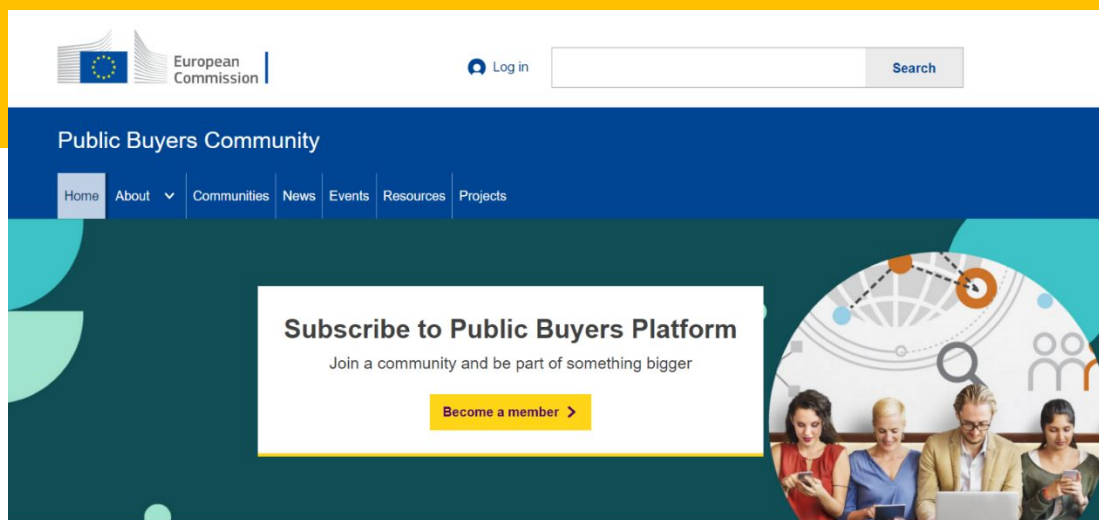 European
Commission
Log in
Search
Public Buyers Community
Home About Communities News Events Resources Projects
Subscribe to Public Buyers Platform
Join a community and be part of something bigger
Become a member